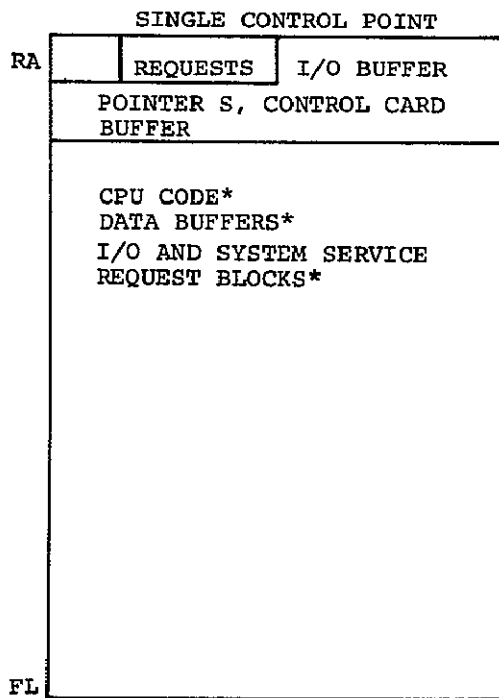 SINGLE CONTROL POINT
RA REQUESTS I/O BUFFER
POINTER S, CONTROL CARD
BUFFER
CPU CODE*
DATA BUFFERS*
I/O AND SYSTEM SERVICE
REQUEST BLOCKS*
FL